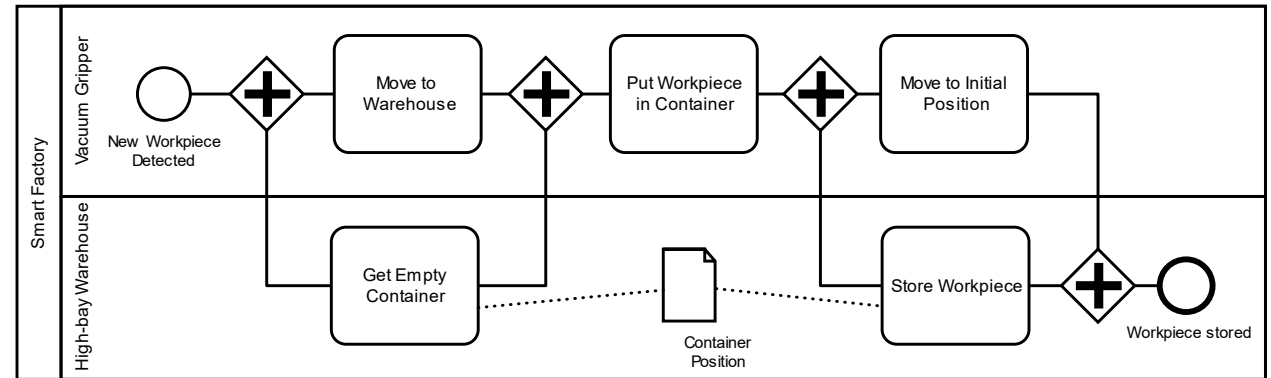 Smart Factory
Vacuum Gripper
New Workpiece
Detected
Move to
Warehouse
Put Workpiece
in Container
Move to Initial
Position
High-bay Warehouse
Get Empty
Container
Container
Position
Store Workpiece
Workpiece stored